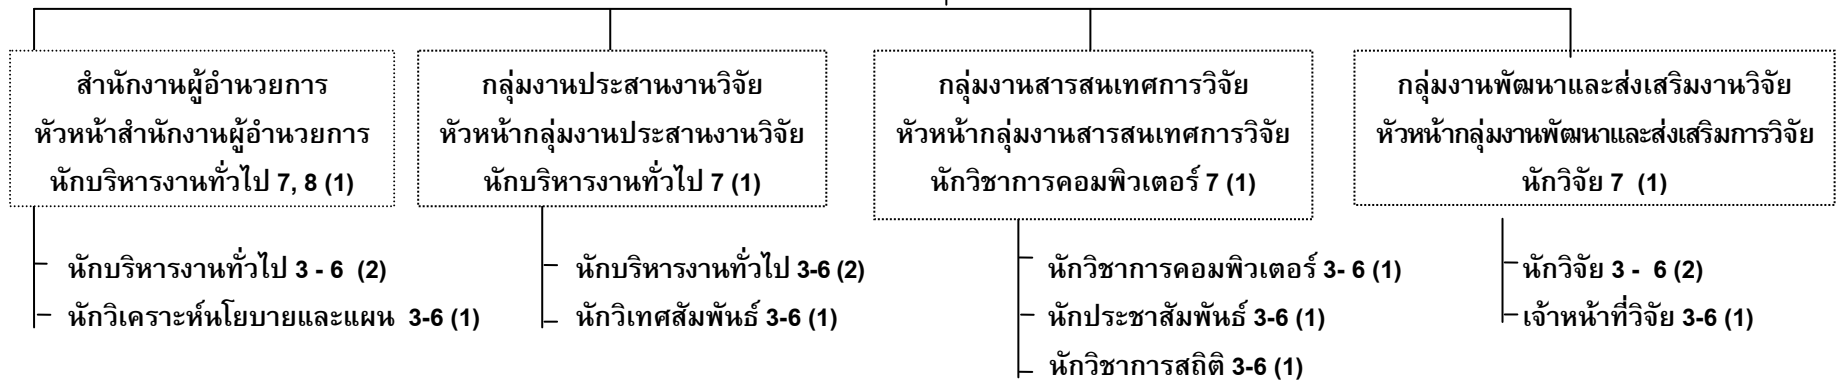 สำนักงานผู้อำนวยการ
หัวหน้าสำนักงานผู้อำนวยการ
นักบริหารงานทั่วไป 7, 8 (1)
นักบริหารงานทั่วไป 3 - 6 (2)
นักวิเคราะห์นโยบายและแผน 3-6 (1)
กลุ่มงานประสานงานวิจัย
หัวหน้ากลุ่มงานประสานงานวิจัย
นักบริหารงานทั่วไป 7 (1)
นักบริหารงานทั่วไป 3-6 (2)
นักวิเทศสัมพันธ์ 3-6 (1)
กลุ่มงานสารสนเทศการวิจัย
หัวหน้ากลุ่มงานสารสนเทศการวิจัย
นักวิชาการคอมพิวเตอร์ 7 (1)
นักวิชาการคอมพิวเตอร์ 3- 6 (1)
นักประชาสัมพันธ์ 3-6 (1)
นักวิชาการสถิติ 3-6 (1)
กลุ่มงานพัฒนาและส่งเสริมงานวิจัย
หัวหน้ากลุ่มงานพัฒนาและส่งเสริมการวิจัย
นักวิจัย 7 (1)
นักวิจัย 3 - 6 (2)
เจ้าหน้าที่วิจัย 3-6 (1)